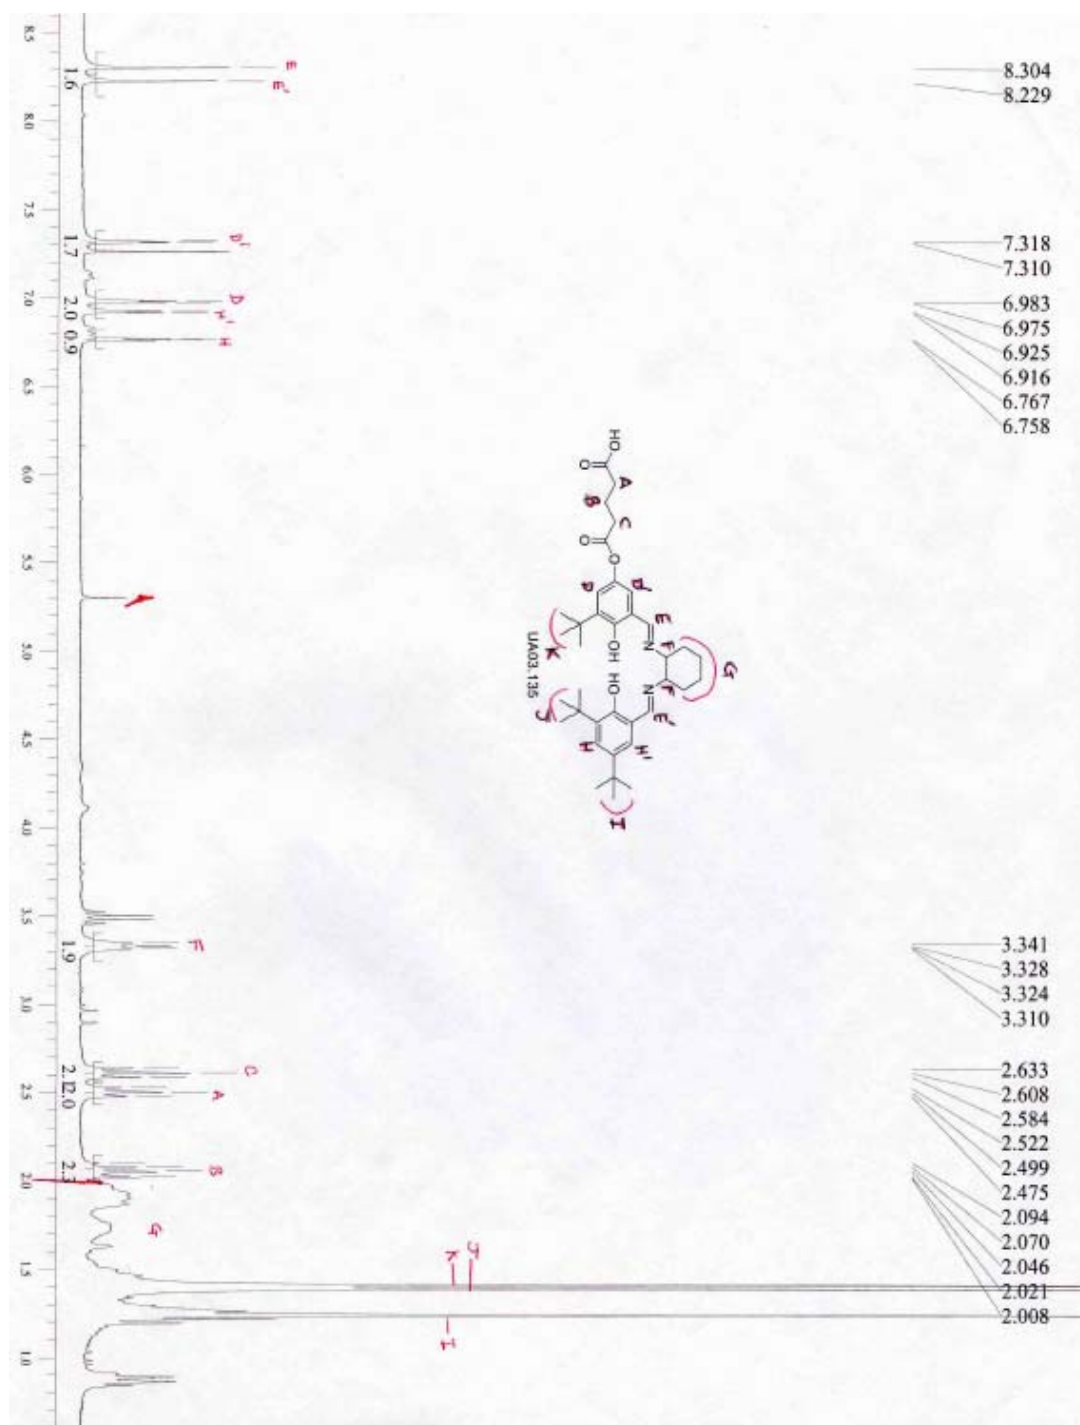 8.304
8.229
7.318
7.310
6.983
6.975
6.925
6.916
6.767
6.758
3.341
3.328
3.324
3.310
2.633
2.608
2.584
2.522
2.499
2.475
2.094
2.070
2.046
2.021
2.008
E
E'
D'
D
H'
H
F
C
A
B
G
K J
I
HO
O
A
B
C
O
O
D
D'
E
N
F
G
F
N
E'
K
OH
HO
J
H
H'
I
UA03.135
1.6
1.7
2.0
0.9
1.9
2.1
2.0
2.3
8.5
8.0
7.5
7.0
6.5
6.0
5.5
5.0
4.5
4.0
3.5
3.0
2.5
2.0
1.5
1.0